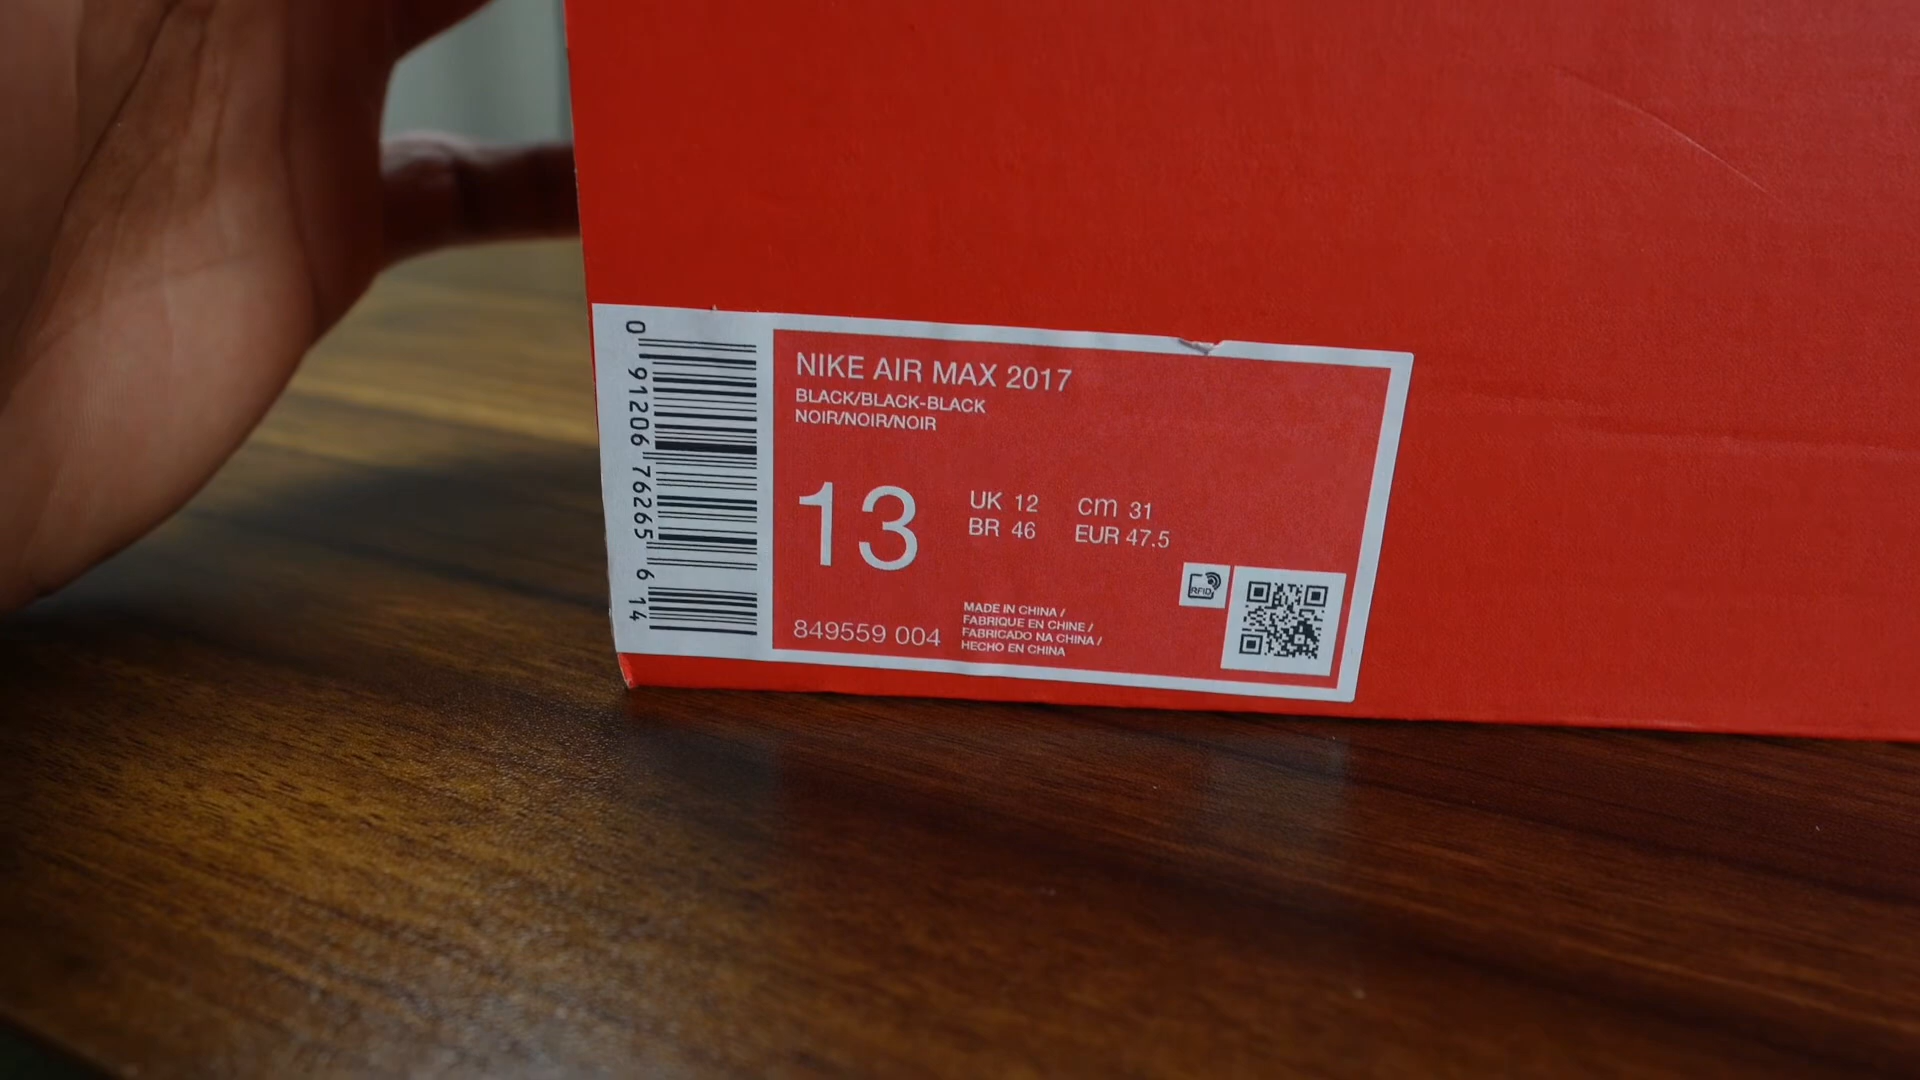 0 91206 76265 6 14
NIKE AIR MAX 2017
BLACK/BLACK-BLACK
NOIR/NOIR/NOIR
13
UK 12 cm 31
BR 46 EUR 47.5
849559 004
MADE IN CHINA /
FABRIQUE EN CHINE /
FABRICADO NA CHINA /
HECHO EN CHINA
RFID